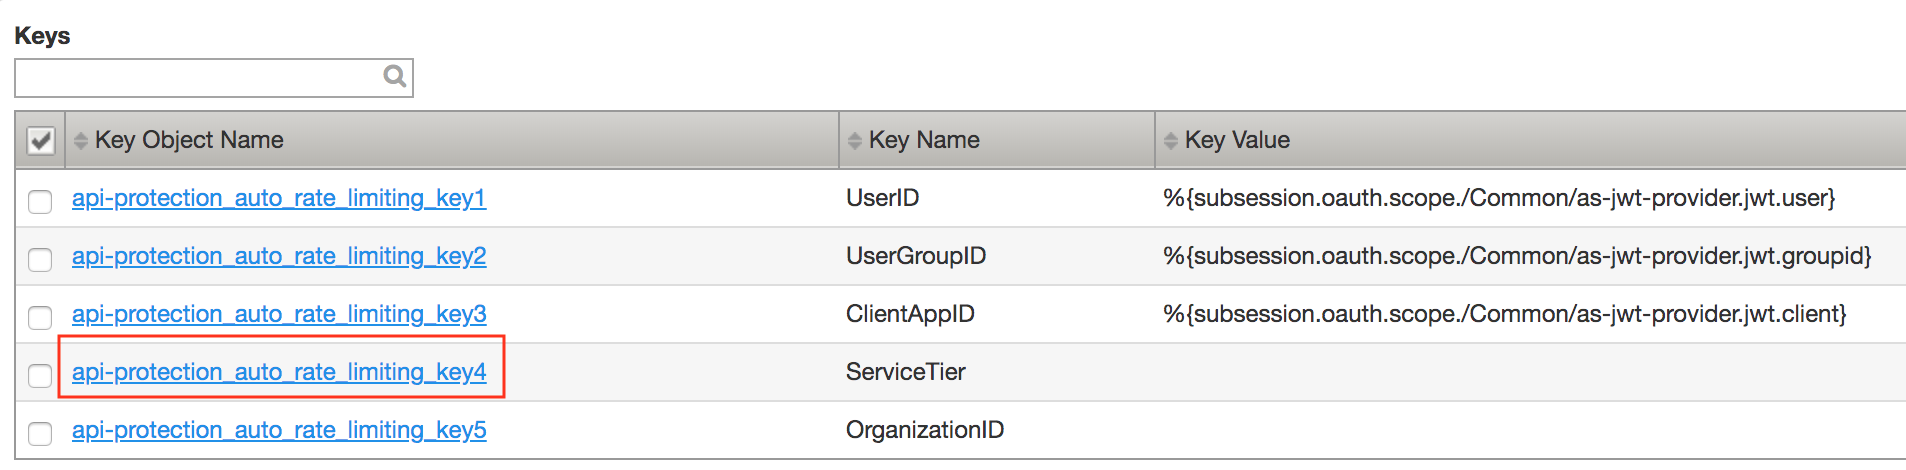 Keys
Key Object Name Key Name Key Value
api-protection_auto_rate_limiting_key1 UserID %{subsession.oauth.scope./Common/as-jwt-provider.jwt.user}
api-protection_auto_rate_limiting_key2 UserGroupID %{subsession.oauth.scope./Common/as-jwt-provider.jwt.groupid}
api-protection_auto_rate_limiting_key3 ClientAppID %{subsession.oauth.scope./Common/as-jwt-provider.jwt.client}
api-protection_auto_rate_limiting_key4 ServiceTier
api-protection_auto_rate_limiting_key5 OrganizationID